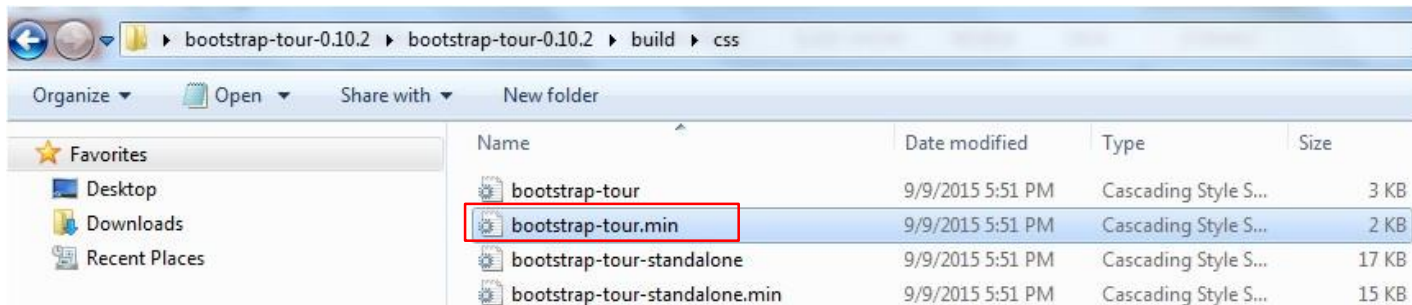 bootstrap-tour-0.10.2 bootstrap-tour-0.10.2 build css
Organize Open Share with New folder
Favorites
Desktop
Downloads
Recent Places
Name Date modified Type Size
bootstrap-tour 9/9/2015 5:51 PM Cascading Style S... 3 KB
bootstrap-tour.min 9/9/2015 5:51 PM Cascading Style S... 2 KB
bootstrap-tour-standalone 9/9/2015 5:51 PM Cascading Style S... 17 KB
bootstrap-tour-standalone.min 9/9/2015 5:51 PM Cascading Style S... 15 KB